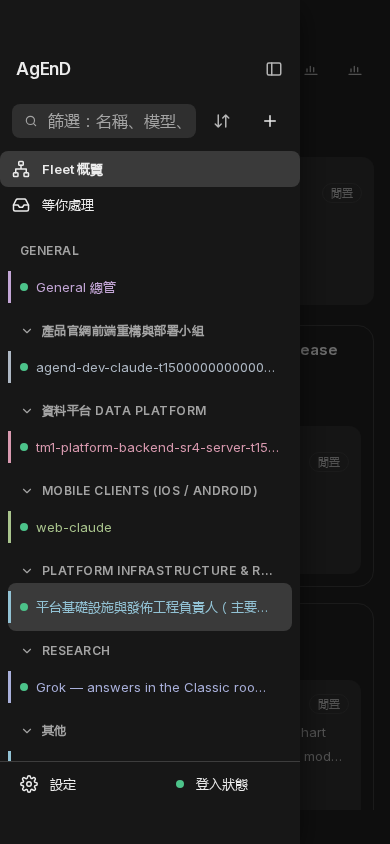 AgEnD
篩選：名稱、模型、
Fleet 概覽
等你處理
閒置
GENERAL
General 總管
產品官網前端重構與部署小組
ease
agend-dev-claude-t1500000000000...
資料平台 DATA PLATFORM
tm1-platform-backend-sr4-server-t15...
閒置
MOBILE CLIENTS (IOS / ANDROID)
web-claude
PLATFORM INFRASTRUCTURE & R...
平台基礎設施與發佈工程負責人（主要...
RESEARCH
Grok — answers in the Classic roo...
閒置
其他
hart
mod...
設定
登入狀態